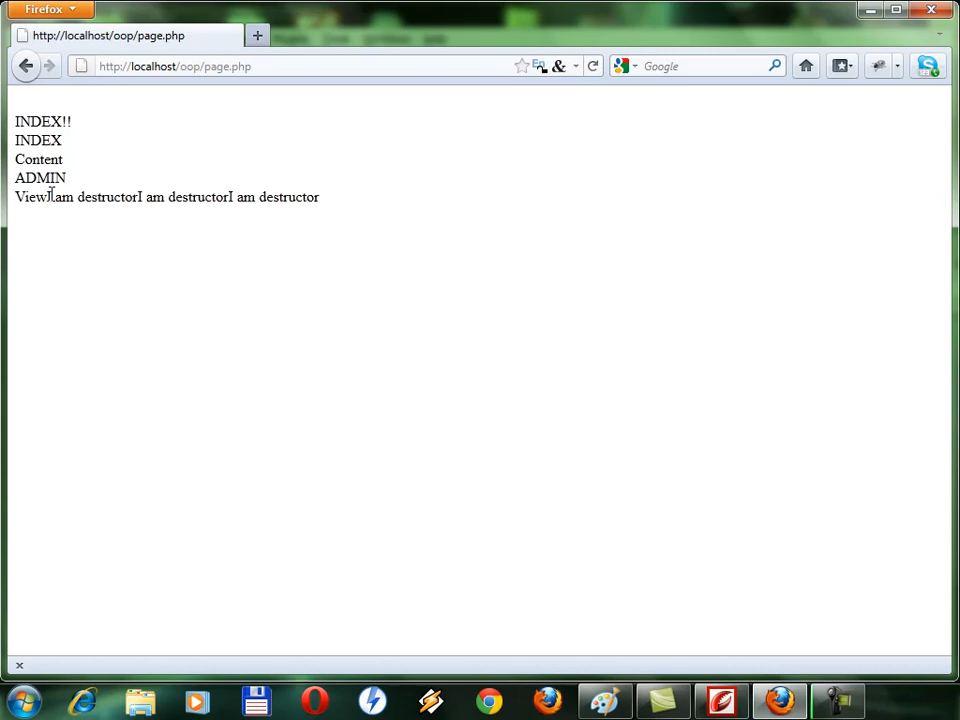 Firefox
http://localhost/oop/page.php
http://localhost/oop/page.php
Google
INDEX!!
INDEX
Content
ADMIN
ViewI am destructorI am destructorI am destructor